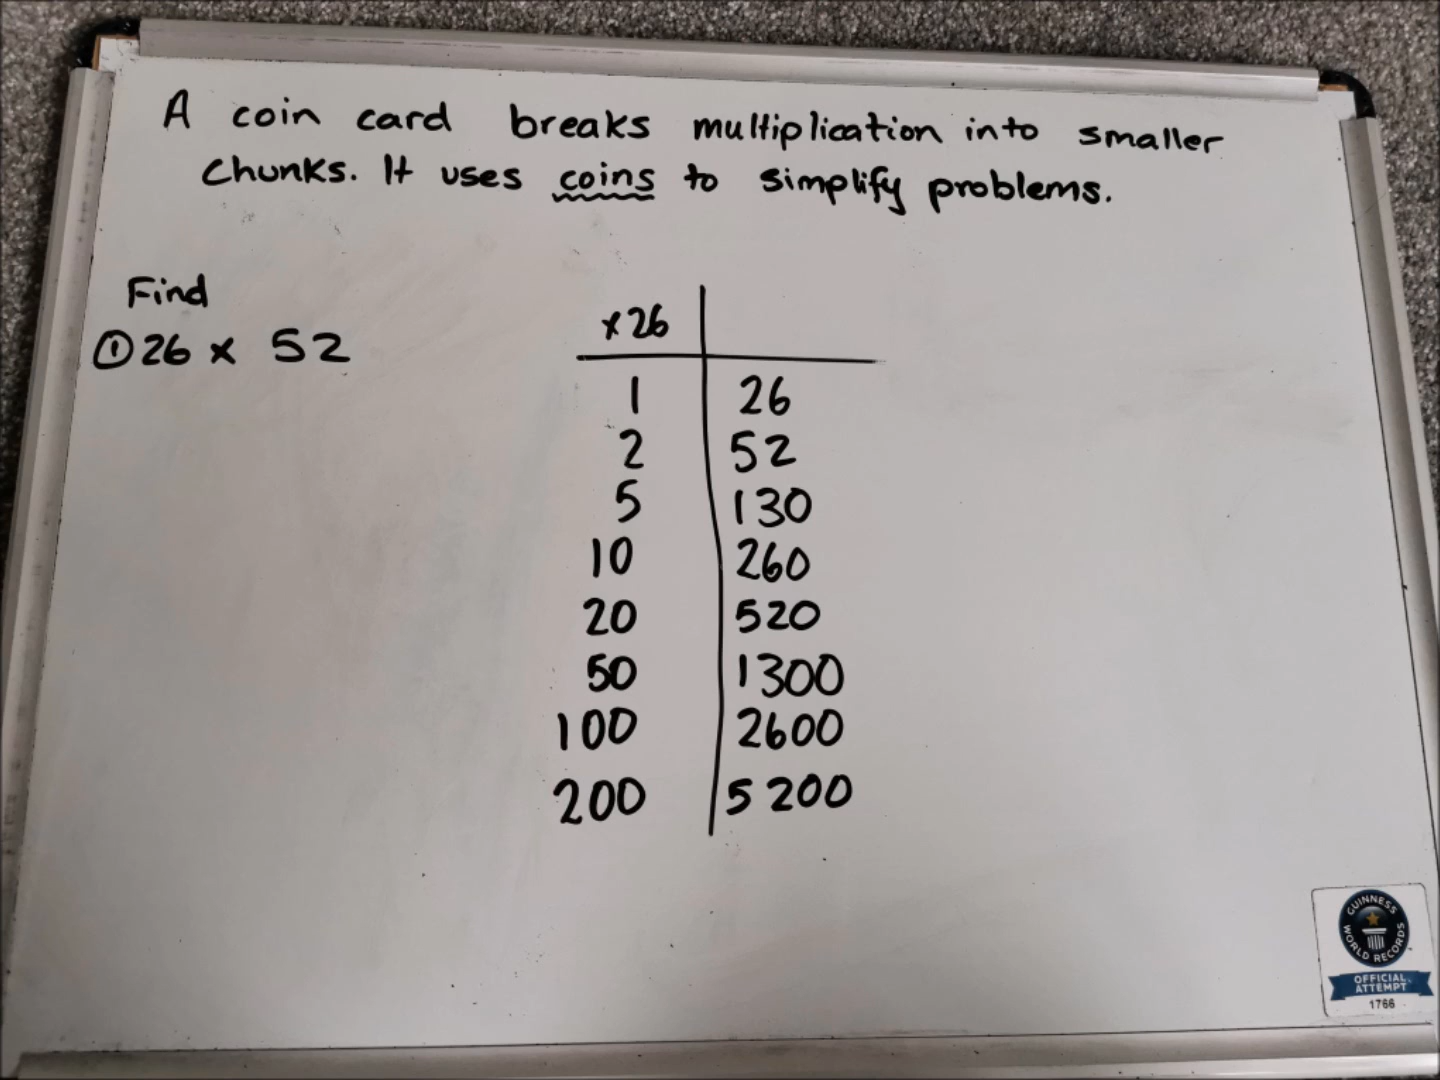 A coin card breaks multiplication into smaller
chunks. It uses coins to simplify problems.
Find
① 26 x 52
x 26
1 26
2 52
5 130
10 260
20 520
50 1300
100 2600
200 5200
GUINNESS
WORLD RECORDS
OFFICIAL
ATTEMPT
1766